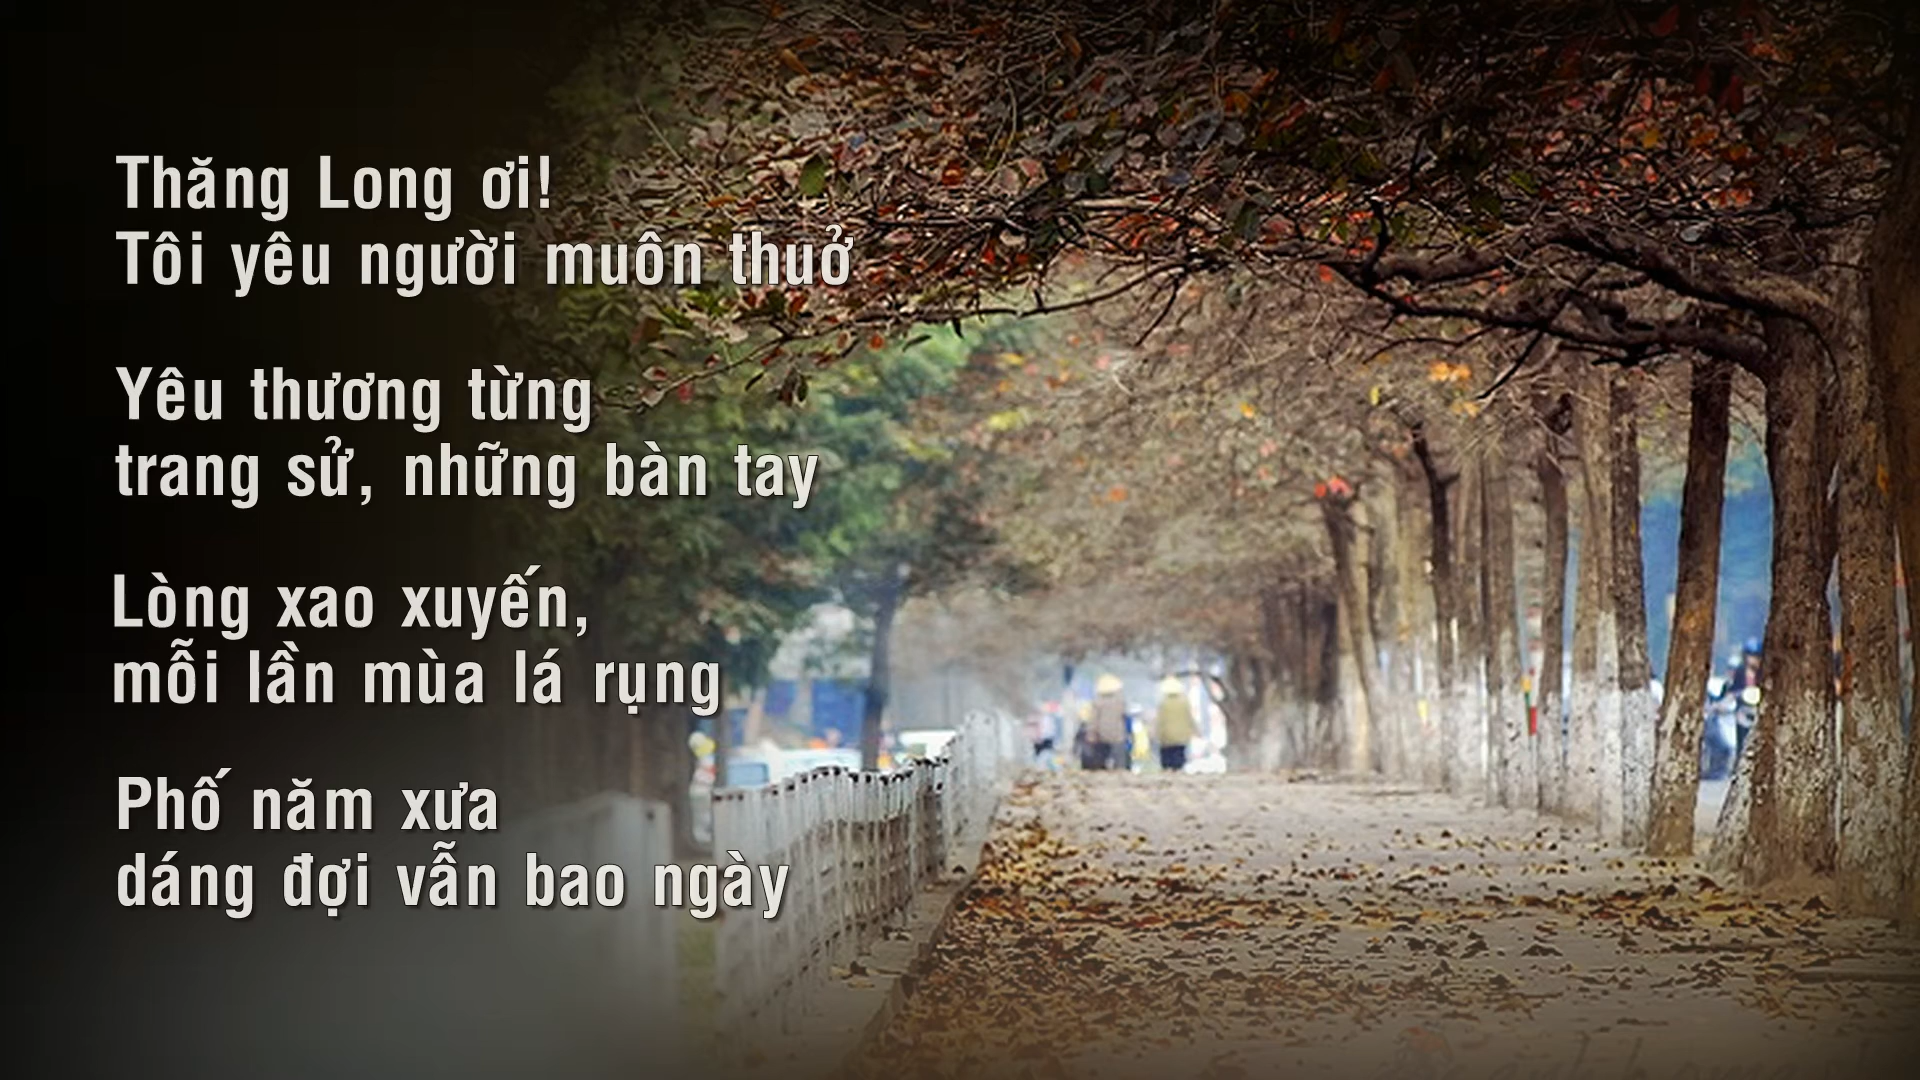 Thăng Long ơi!
Tôi yêu người muôn thuở
Yêu thương từng
trang sử, những bàn tay
Lòng xao xuyến,
mỗi lần mùa lá rụng
Phố năm xưa
dáng đợi vẫn bao ngày